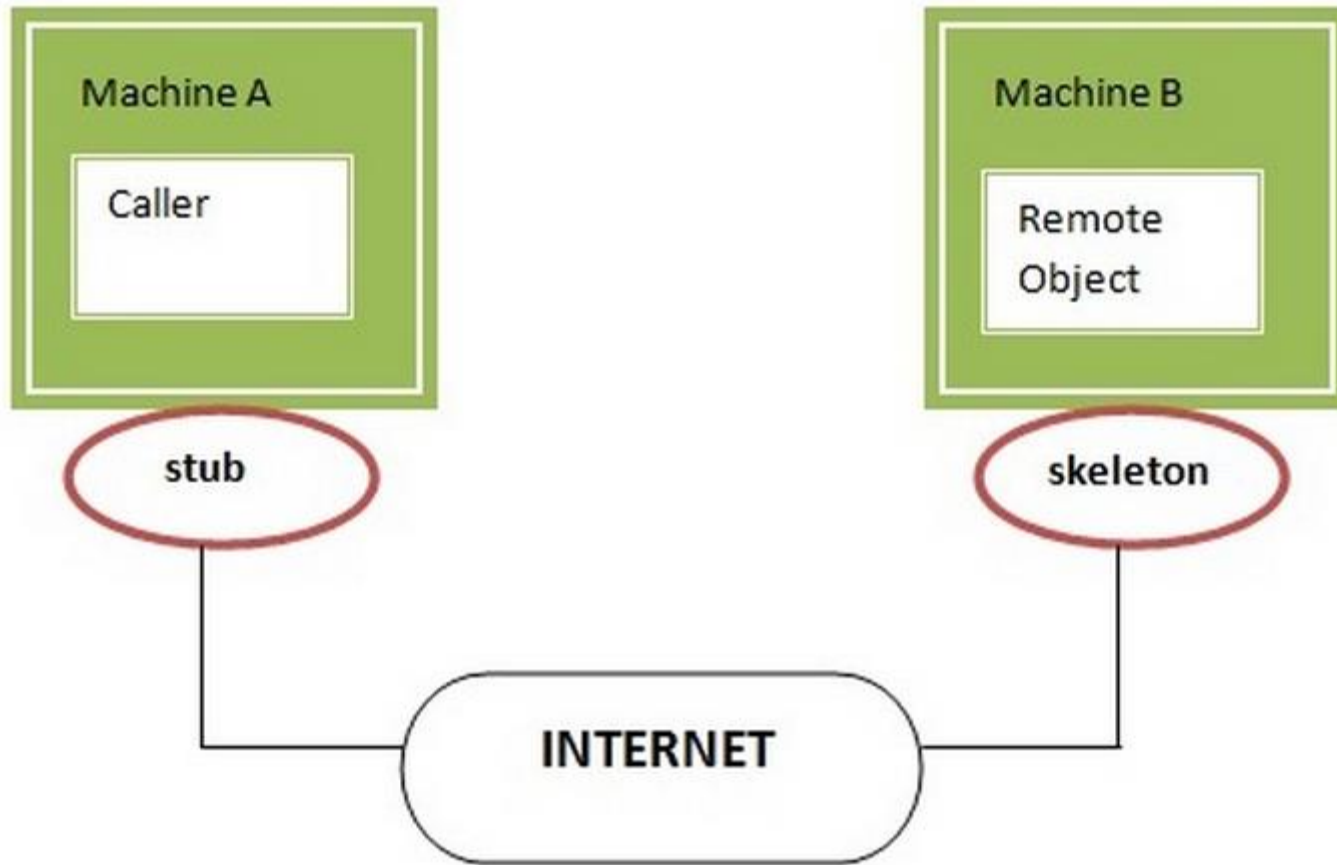 Machine A
Caller
stub
Machine B
Remote
Object
skeleton
INTERNET